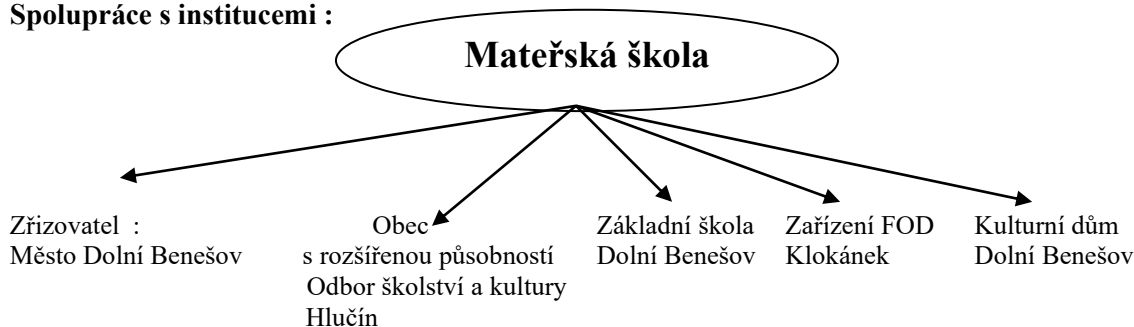 Spolupráce s institucemi :
Mateřská škola
Zřizovatel :
Město Dolní Benešov
Obec
s rozšířenou působností
Odbor školství a kultury
Hlučín
Základní škola
Dolní Benešov
Zařízení FOD
Klokánek
Kulturní dům
Dolní Benešov